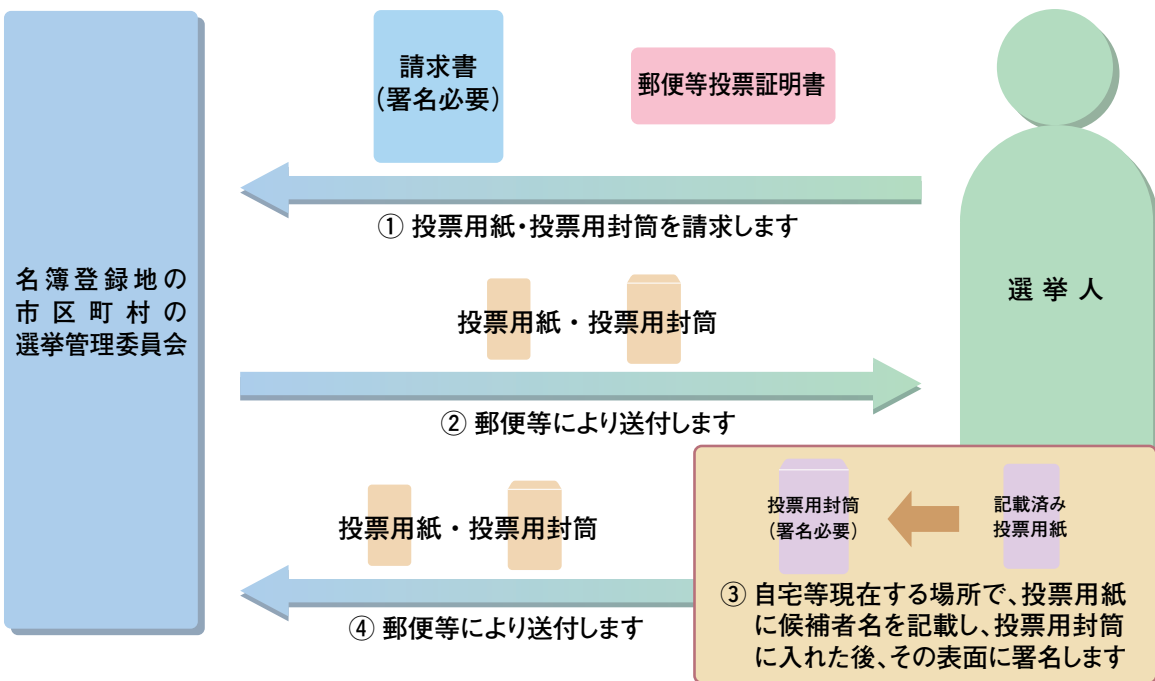 請求書
(署名必要)
郵便等投票証明書
① 投票用紙・投票用封筒を請求します
名簿登録地の
市区町村の
選挙管理委員会
選挙人
投票用紙・投票用封筒
② 郵便等により送付します
投票用紙・投票用封筒
④ 郵便等により送付します
投票用封筒
(署名必要)
記載済み
投票用紙
③ 自宅等現在する場所で、投票用紙
に候補者名を記載し、投票用封筒
に入れた後、その表面に署名します